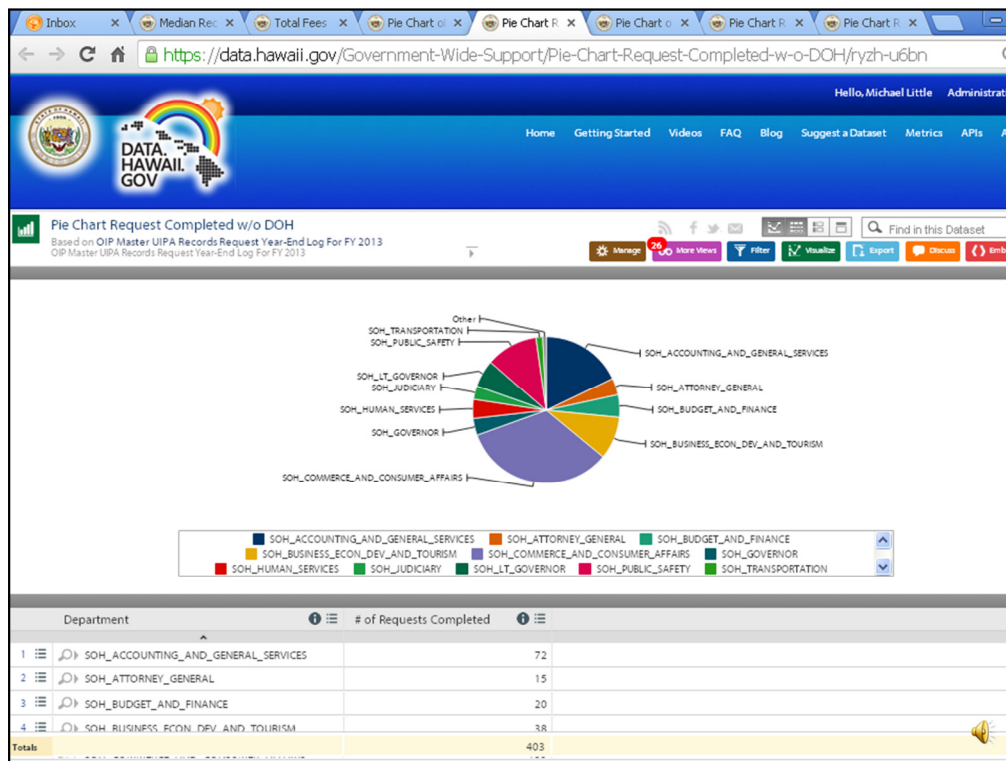 Inbox
Median Rec
Total Fees
Pie Chart o
Pie Chart R
Pie Chart o
Pie Chart R
Pie Chart R
https://data.hawaii.gov/Government-Wide-Support/Pie-Chart-Request-Completed-w-o-DOH/ryzh-u6bn
Hello, Michael Little Administrati
DATA.
HAWAII.
GOV
Home Getting Started Videos FAQ Blog Suggest a Dataset Metrics APIs A
Pie Chart Request Completed w/o DOH
Based on OIP Master UIPA Records Request Year-End Log For FY 2013
OIP Master UIPA Records Request Year-End Log For FY 2013
Find in this Dataset
Manage 26 More Views Filter Visualize Export Discuss Emb
Other
SOH_TRANSPORTATION
SOH_PUBLIC_SAFETY
SOH_ACCOUNTING_AND_GENERAL_SERVICES
SOH_LT_GOVERNOR
SOH_JUDICIARY
SOH_ATTORNEY_GENERAL
SOH_HUMAN_SERVICES
SOH_BUDGET_AND_FINANCE
SOH_GOVERNOR
SOH_BUSINESS_ECON_DEV_AND_TOURISM
SOH_COMMERCE_AND_CONSUMER_AFFAIRS
SOH_ACCOUNTING_AND_GENERAL_SERVICES SOH_ATTORNEY_GENERAL SOH_BUDGET_AND_FINANCE
SOH_BUSINESS_ECON_DEV_AND_TOURISM SOH_COMMERCE_AND_CONSUMER_AFFAIRS SOH_GOVERNOR
SOH_HUMAN_SERVICES SOH_JUDICIARY SOH_LT_GOVERNOR SOH_PUBLIC_SAFETY SOH_TRANSPORTATION
Department # of Requests Completed
1 SOH_ACCOUNTING_AND_GENERAL_SERVICES 72
2 SOH_ATTORNEY_GENERAL 15
3 SOH_BUDGET_AND_FINANCE 20
4 SOH_BUSINESS_ECON_DEV_AND_TOURISM 38
Totals 403